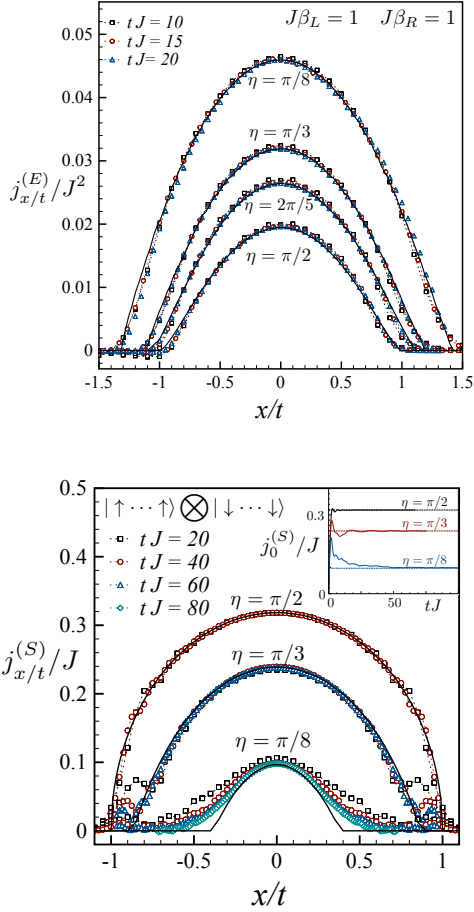 tJ = 10
tJ = 15
tJ = 20
Jβ_L = 1 Jβ_R = 1
0.05
0.04
0.03
0.02
0.01
0
j_{x/t}^{(E)}/J^2
η = π/8
η = π/3
η = 2π/5
η = π/2
-1.5 -1 -0.5 0 0.5 1 1.5
x/t
0.5
0.4
0.3
0.2
0.1
0
j_{x/t}^{(S)}/J
|↑ ··· ↑⟩ ⊗ |↓ ··· ↓⟩
tJ = 20
tJ = 40
tJ = 60
tJ = 80
η = π/2
η = π/3
η = π/8
0.3
0
j_0^{(S)}/J
η = π/2
η = π/3
η = π/8
0 50
tJ
-1 -0.5 0 0.5 1
x/t